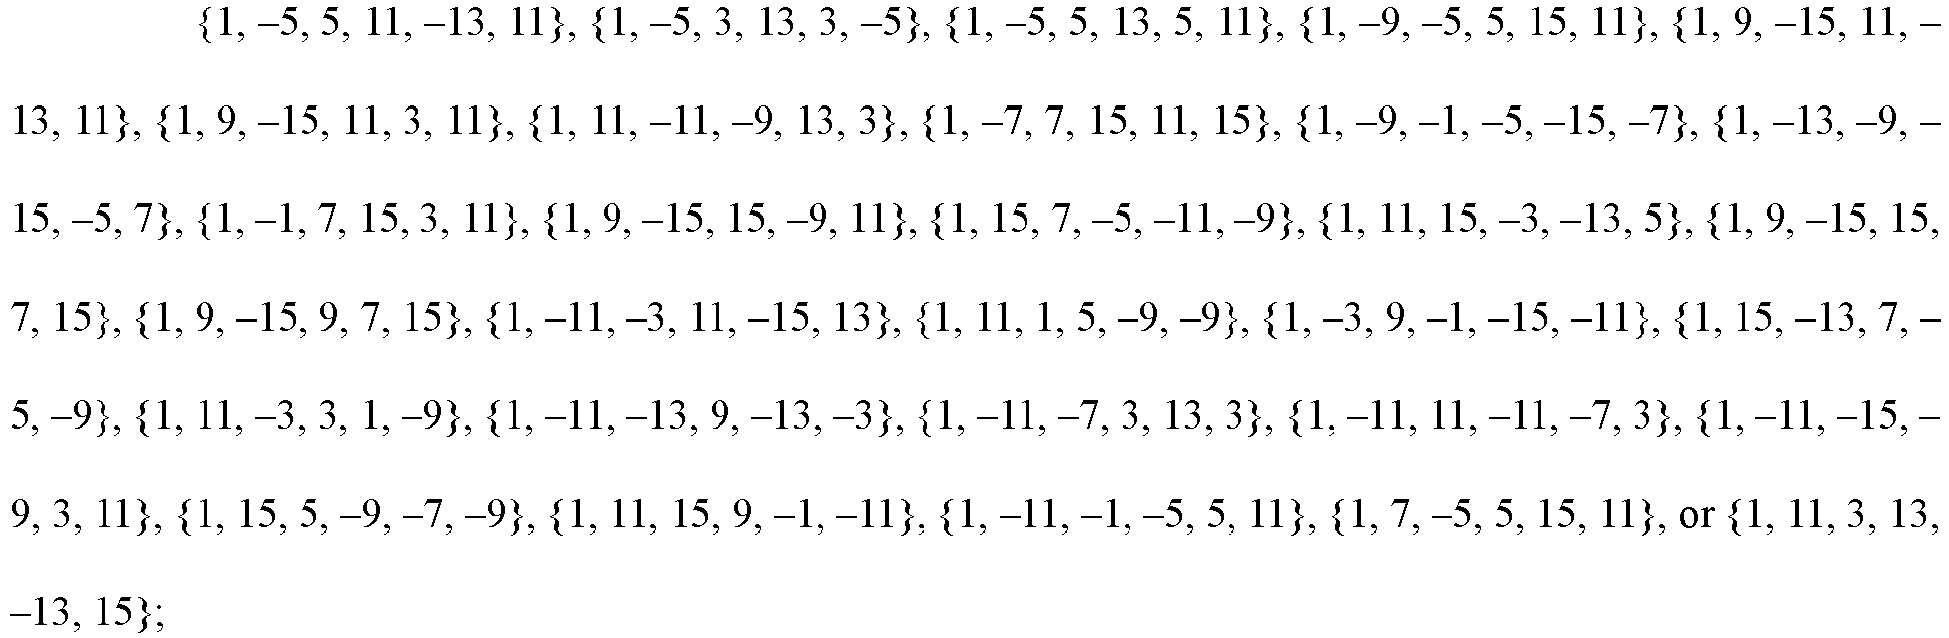 {1, –5, 5, 11, –13, 11}, {1, –5, 3, 13, 3, –5}, {1, –5, 5, 13, 5, 11}, {1, –9, –5, 5, 15, 11}, {1, 9, –15, 11, –
13, 11}, {1, 9, –15, 11, 3, 11}, {1, 11, –11, –9, 13, 3}, {1, –7, 7, 15, 11, 15}, {1, –9, –1, –5, –15, –7}, {1, –13, –9, –
15, –5, 7}, {1, –1, 7, 15, 3, 11}, {1, 9, –15, 15, –9, 11}, {1, 15, 7, –5, –11, –9}, {1, 11, 15, –3, –13, 5}, {1, 9, –15, 15,
7, 15}, {1, 9, –15, 9, 7, 15}, {1, –11, –3, 11, –15, 13}, {1, 11, 1, 5, –9, –9}, {1, –3, 9, –1, –15, –11}, {1, 15, –13, 7, –
5, –9}, {1, 11, –3, 3, 1, –9}, {1, –11, –13, 9, –13, –3}, {1, –11, –7, 3, 13, 3}, {1, –11, 11, –11, –7, 3}, {1, –11, –15, –
9, 3, 11}, {1, 15, 5, –9, –7, –9}, {1, 11, 15, 9, –1, –11}, {1, –11, –1, –5, 5, 11}, {1, 7, –5, 5, 15, 11}, or {1, 11, 3, 13,
–13, 15};